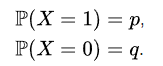 ℙ(X = 1) = p,
ℙ(X = 0) = q.